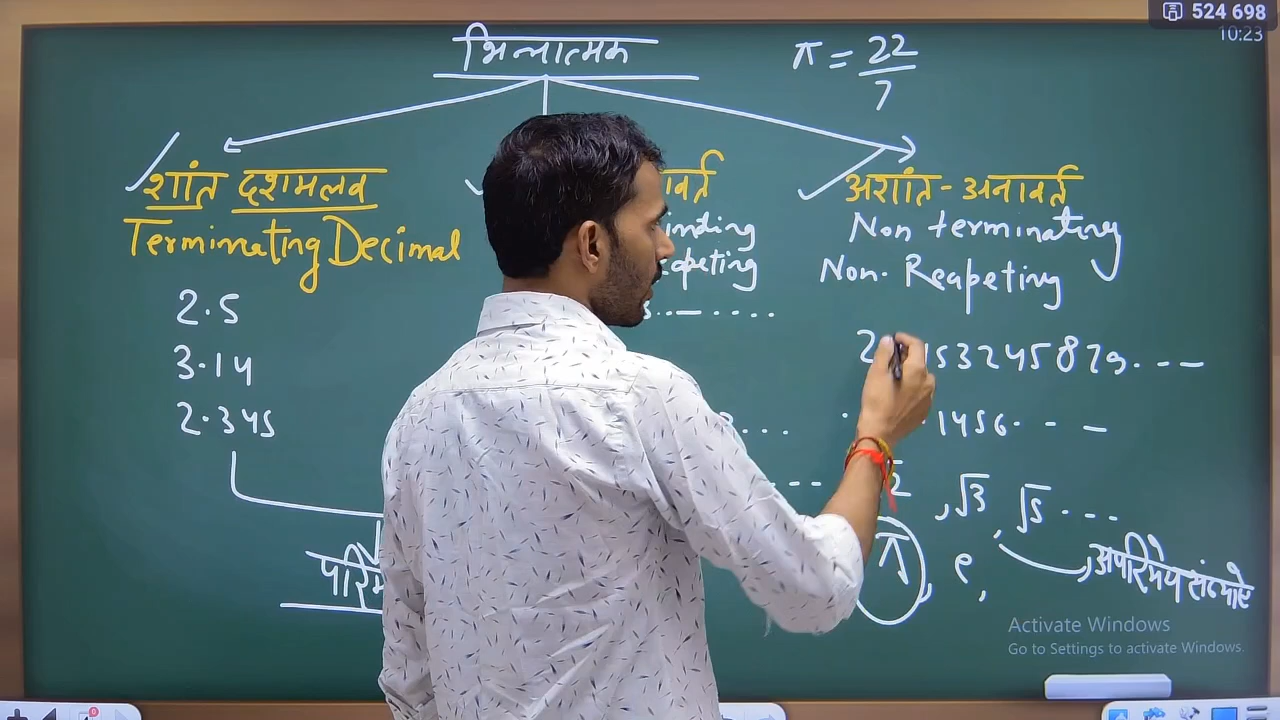 524 698
10:23
भिन्नात्मक
π = 22/7
शांत दशमलव
Terminating Decimal
2.5
3.14
2.345
अशांत-अनावर्त
Non terminating
Non-Reapeting
153245879...--
1456.--
, √3, √5...
π, e,
अपरिमेय संख्याएं
Activate Windows
Go to Settings to activate Windows.